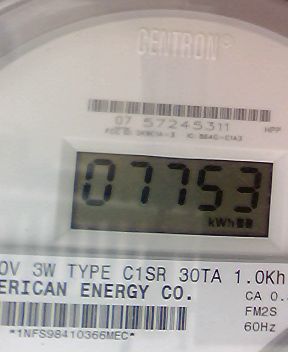 CENTRON®
07 57245311 HPP
07753
kWh
0V 3W TYPE C1SR 30TA 1.0Kh
ERICAN ENERGY CO.
CA 0.
FM2S
*1NFS98410366MEC*
60Hz